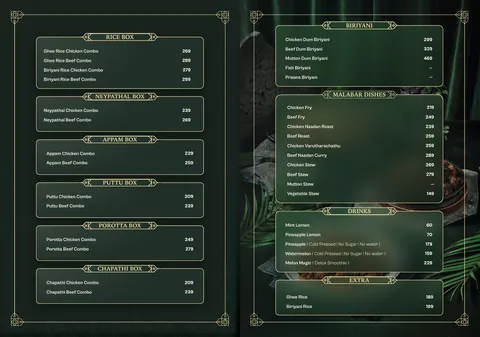 RICE BOX
Ghee Rice Chicken Combo 269
Ghee Rice Beef Combo 289
Biriyani Rice Chicken Combo 279
Biriyani Rice Beef Combo 299
NEYPATHAL BOX
Neypathal Chicken Combo 239
Neypathal Beef Combo 269
APPAM BOX
Appam Chicken Combo 229
Appam Beef Combo 259
PUTTU BOX
Puttu Chicken Combo 209
Puttu Beef Combo 239
POROTTA BOX
Porotta Chicken Combo 249
Porotta Beef Combo 279
CHAPATHI BOX
Chapathi Chicken Combo 209
Chapathi Beef Combo 239
BIRIYANI
Chicken Dum Biriyani 299
Beef Dum Biriyani 329
Mutton Dum Biriyani 469
Fish Biriyani –
Prawns Biriyani –
MALABAR DISHES
Chicken Fry 219
Beef Fry 249
Chicken Naadan Roast 239
Beef Roast 259
Chicken Varutharachathu 259
Beef Naadan Curry 269
Chicken Stew 269
Beef Stew 279
Mutton Stew –
Vegetable Stew 149
DRINKS
Mint Lemon 60
Pineapple Lemon 70
Pineapple ( Cold Pressed | No Sugar | No water ) 179
Watermelon ( Cold Pressed | No Sugar | No water ) 159
Melon Magic ( Detox Smoothie ) 229
EXTRA
Ghee Rice 189
Biriyani Rice 199